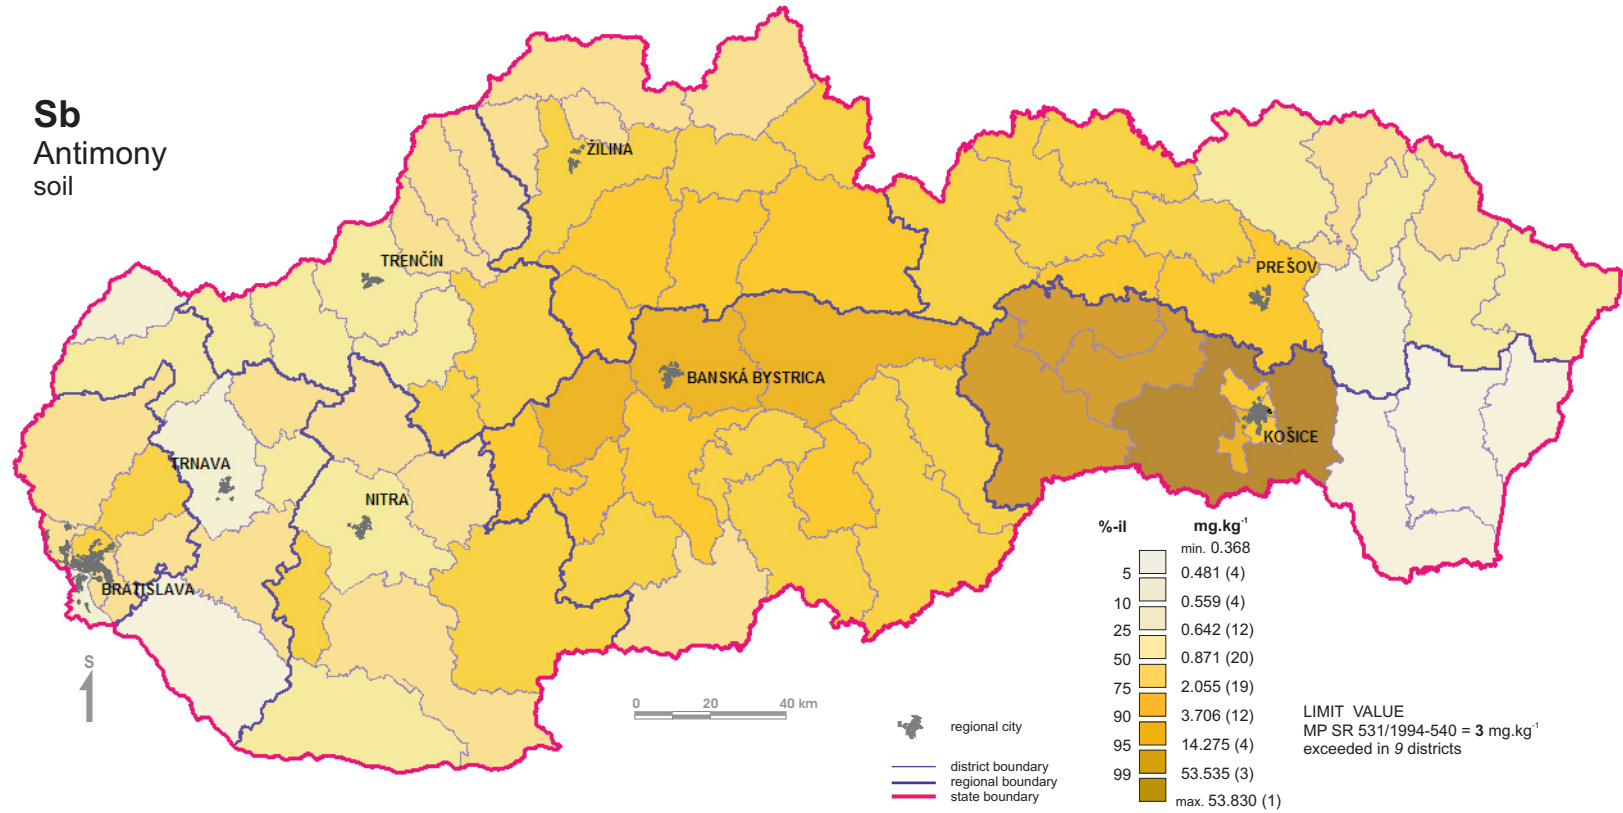 Sb
Antimony
soil
ŽILINA
TRENČÍN
PREŠOV
BANSKÁ BYSTRICA
KOŠICE
TRNAVA
NITRA
BRATISLAVA
S
0 20 40 km
regional city
district boundary
regional boundary
state boundary
%-il mg.kg⁻¹
min. 0.368
5 0.481 (4)
10 0.559 (4)
25 0.642 (12)
50 0.871 (20)
75 2.055 (19)
90 3.706 (12)
95 14.275 (4)
99 53.535 (3)
max. 53.830 (1)
LIMIT VALUE
MP SR 531/1994-540 = 3 mg.kg⁻¹
exceeded in 9 districts